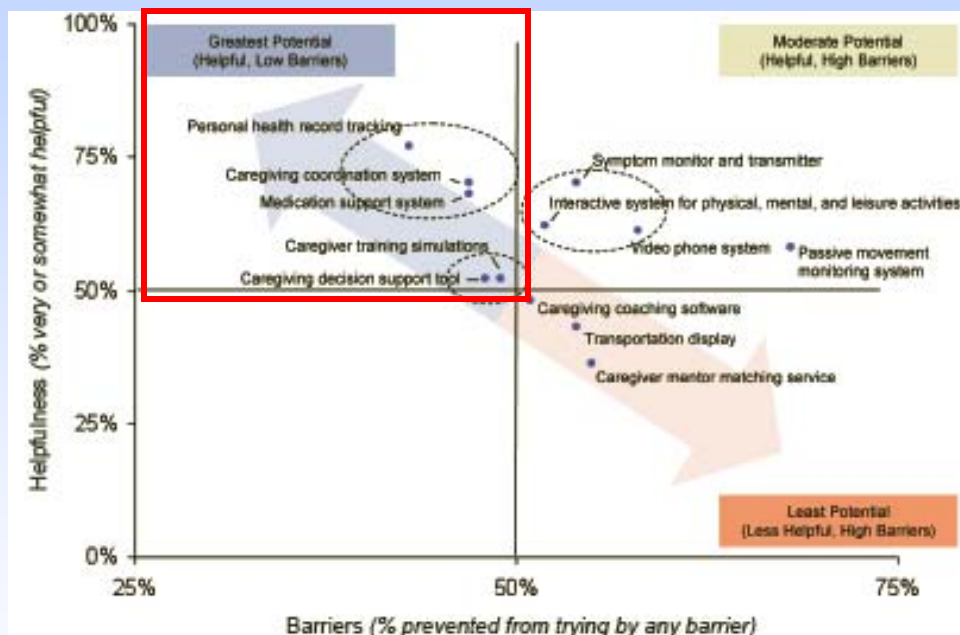 100%
Greatest Potential
(Helpful, Low Barriers)
Moderate Potential
(Helpful, High Barriers)
Personal health record tracking
75%
Symptom monitor and transmitter
Caregiving coordination system
Medication support system
Interactive system for physical, mental, and leisure activities
Caregiver training simulations
Video phone system
Passive movement
monitoring system
Caregiving decision support tool
50%
Caregiving coaching software
Transportation display
Caregiver mentor matching service
25%
Helpfulness (% very or somewhat helpful)
Least Potential
(Less Helpful, High Barriers)
0%
25%
50%
75%
Barriers (% prevented from trying by any barrier)